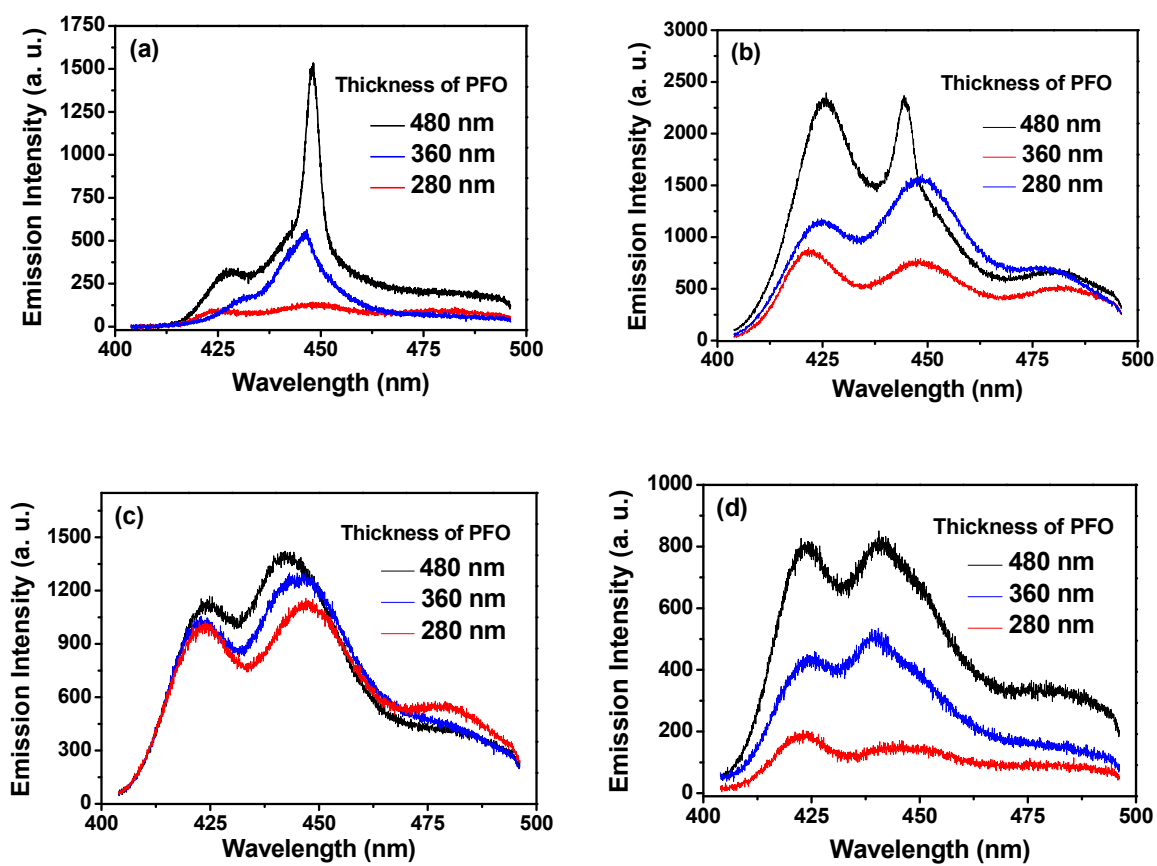 (a)
Thickness of PFO
480 nm
360 nm
280 nm
Emission Intensity (a. u.)
1750
1500
1250
1000
750
500
250
0
400 425 450 475 500
Wavelength (nm)
(b)
Thickness of PFO
480 nm
360 nm
280 nm
Emission Intensity (a. u.)
3000
2500
2000
1500
1000
500
0
400 425 450 475 500
Wavelength (nm)
(c)
Thickness of PFO
480 nm
360 nm
280 nm
Emission Intensity (a. u.)
1500
1200
900
600
300
0
400 425 450 475 500
Wavelength (nm)
(d)
Thickness of PFO
480 nm
360 nm
280 nm
Emission Intensity (a. u.)
1000
800
600
400
200
0
400 425 450 475 500
Wavelength (nm)